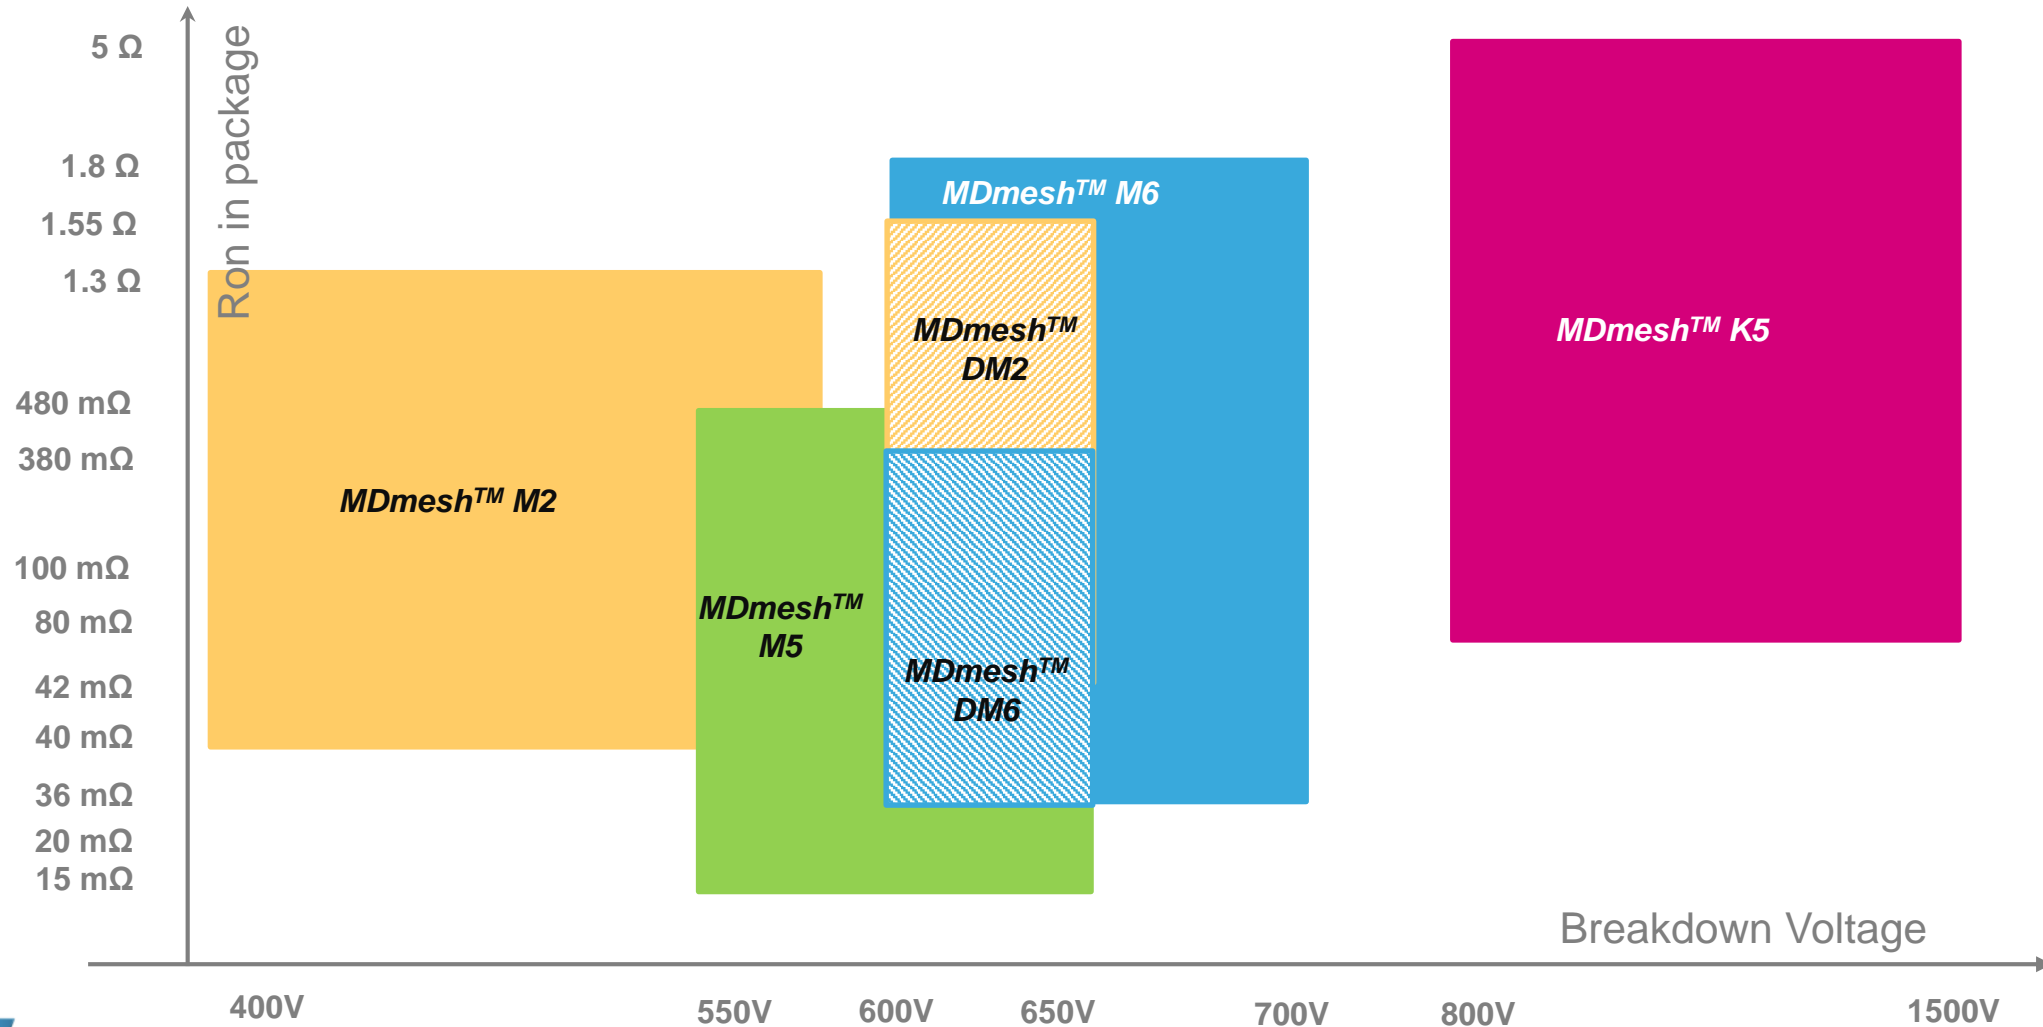 Ron in package
5 Ω
1.8 Ω
1.55 Ω
1.3 Ω
480 mΩ
380 mΩ
100 mΩ
80 mΩ
42 mΩ
40 mΩ
36 mΩ
20 mΩ
15 mΩ
MDmesh™ M2
MDmesh™
M5
MDmesh™ M6
MDmesh™
DM2
MDmesh™
DM6
MDmesh™ K5
Breakdown Voltage
400V
550V
600V
650V
700V
800V
1500V